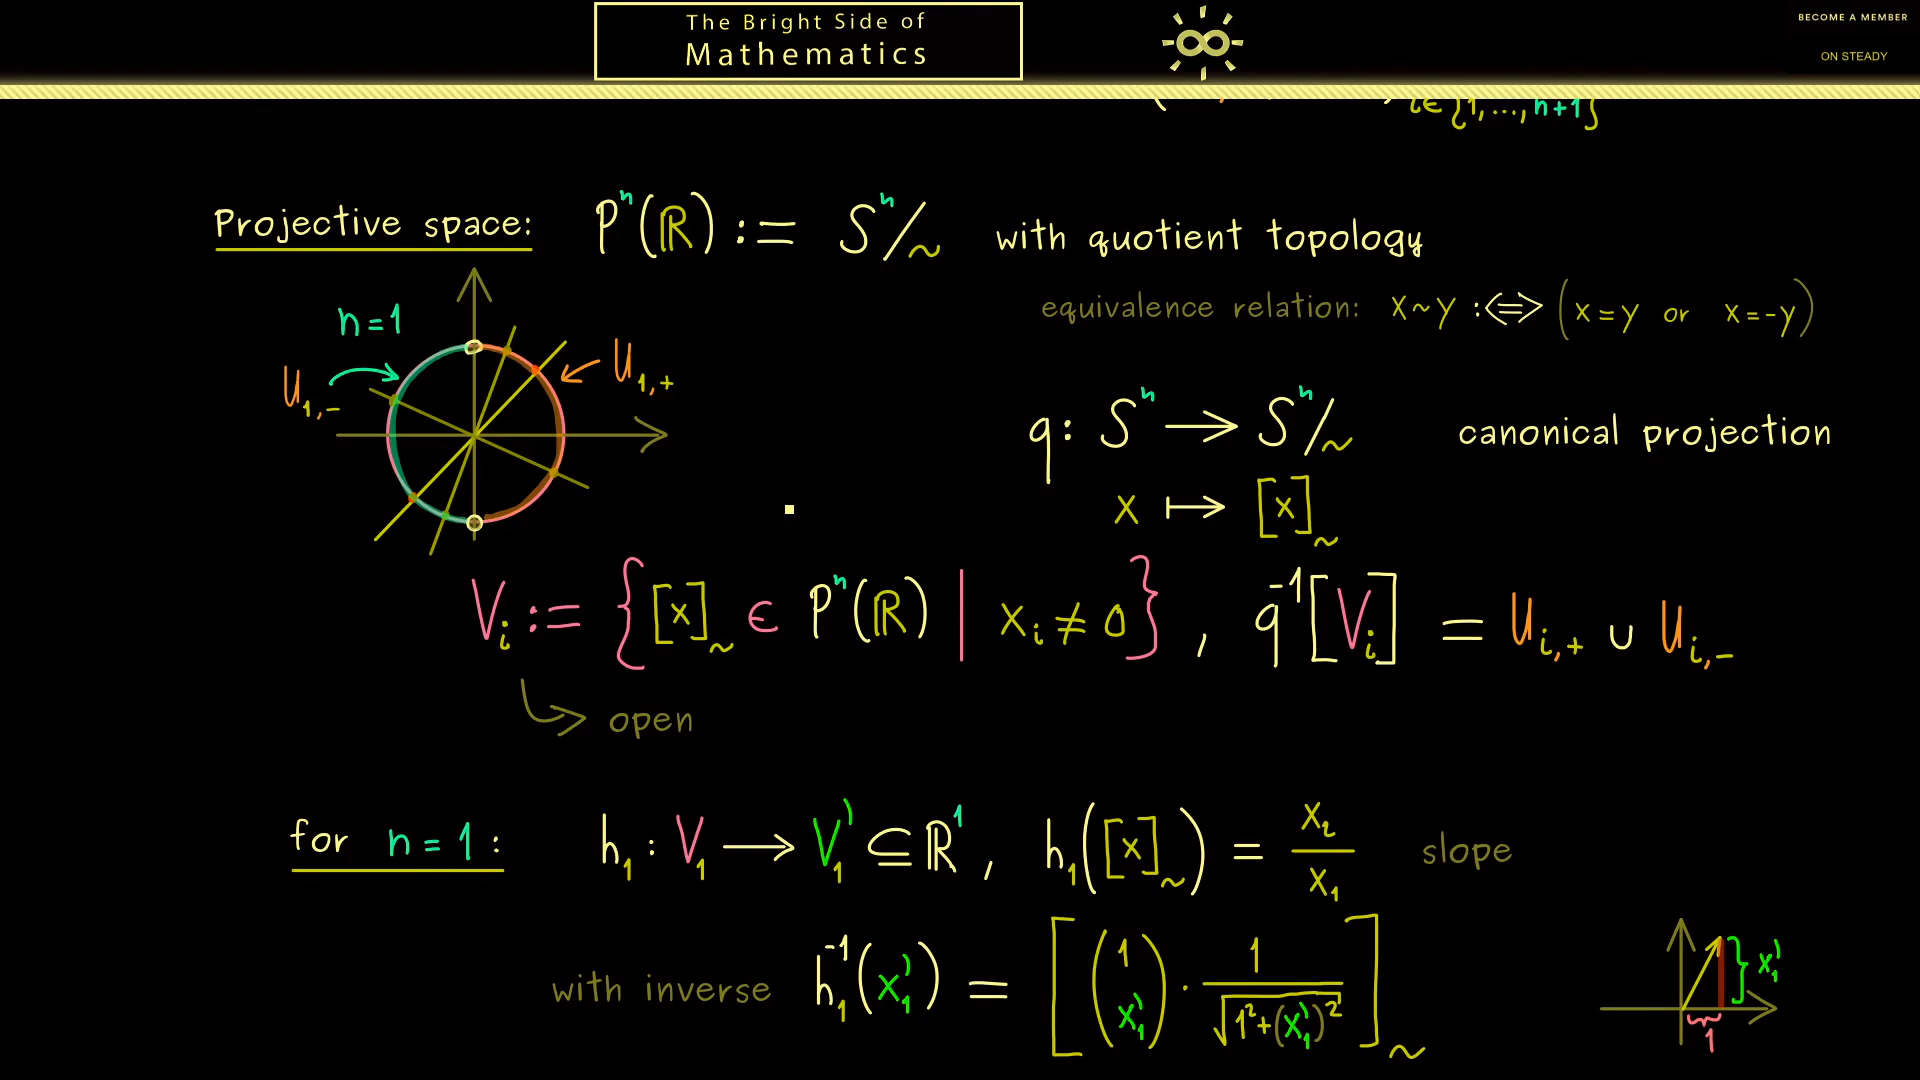 The Bright Side of
Mathematics
BECOME A MEMBER
ON STEADY
i∈{1,...,n+1}
Projective space: Pⁿ(ℝ) := Sⁿ/~ with quotient topology
equivalence relation: x~y :⟺ (x=y or x=-y)
n=1
U₁,₋
U₁,₊
q: Sⁿ ⟶ Sⁿ/~ canonical projection
x ⟼ [x]~
Vᵢ := {[x]~ ∈ Pⁿ(ℝ) | xᵢ ≠ 0}, q⁻¹[Vᵢ] = Uᵢ,₊ ∪ Uᵢ,₋
open
for n=1: h₁: V₁ ⟶ V₁' ⊆ ℝ¹, h₁([x]~) = x₂/x₁ slope
with inverse h₁⁻¹(x₁') = [(1 x₁') · 1/√(1²+(x₁')²)]~
x₁'
1